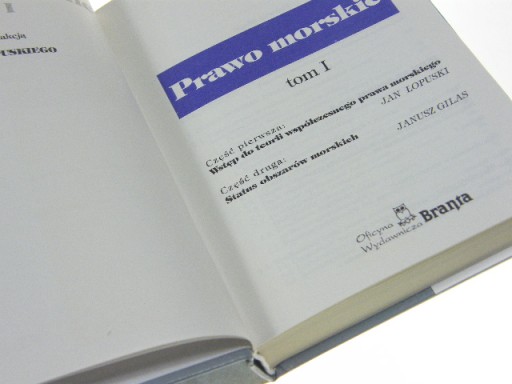 I
akcją
USKIEGO
Prawo morskie
tom I
Część pierwsza:
Wstęp do teorii współczesnego prawa morskiego
JAN ŁOPUSKI
Część druga:
Status obszarów morskich
JANUSZ GILAS
Oficyna
Wydawnicza
Branta